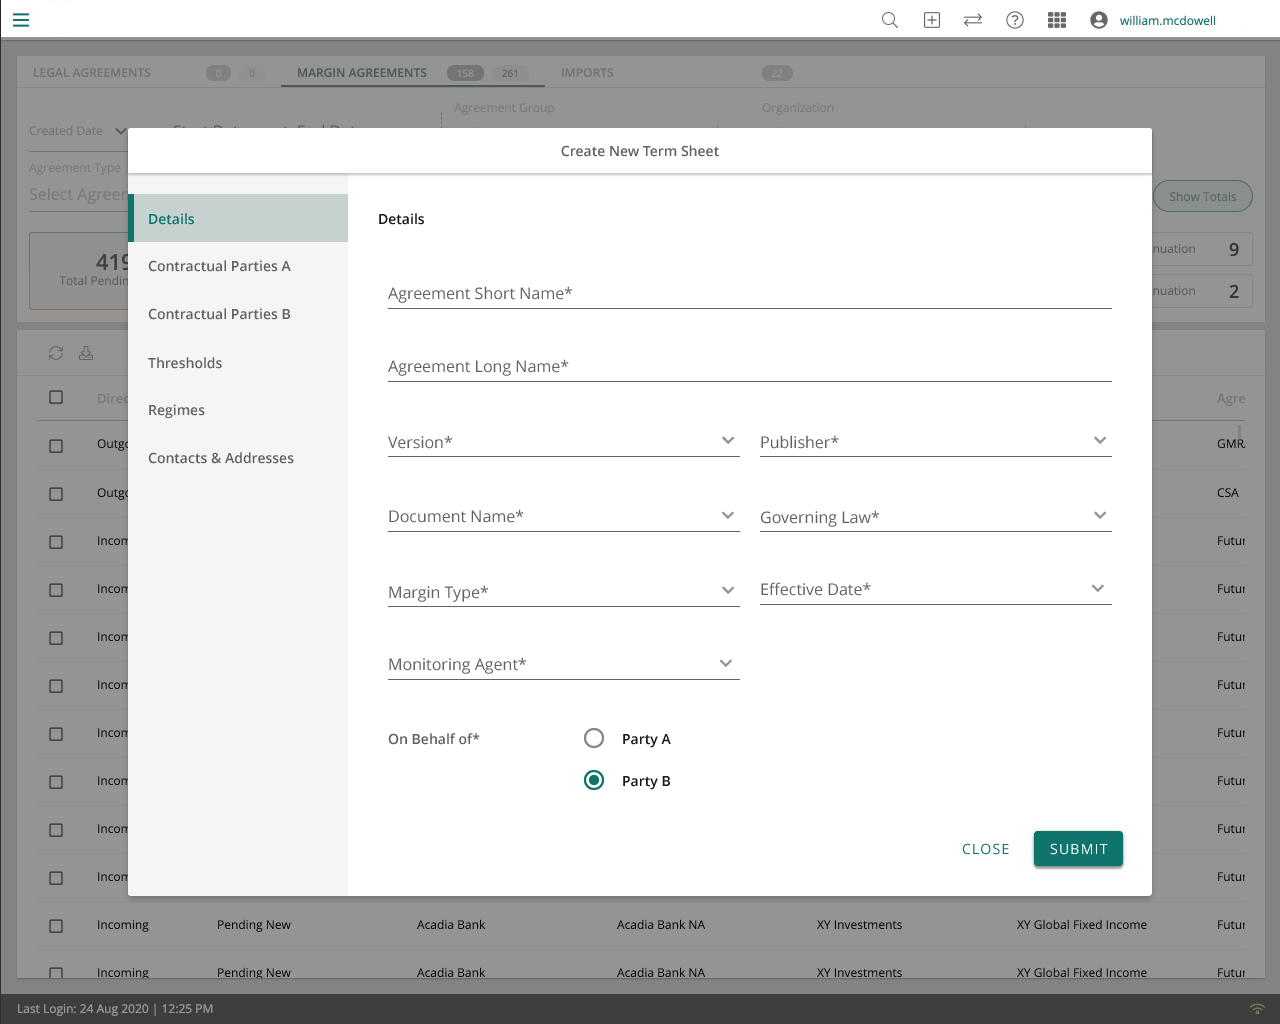 william.mcdowell
LEGAL AGREEMENTS 0 0 MARGIN AGREEMENTS 158 261 IMPORTS 22
Agreement Group Organization
Created Date
Agreement Type
Select Agreer
Show Totals
Create New Term Sheet
Details
Contractual Parties A
Contractual Parties B
Thresholds
Regimes
Contacts & Addresses
Details
Agreement Short Name*
Agreement Long Name*
Version* Publisher*
Document Name* Governing Law*
Margin Type* Effective Date*
Monitoring Agent*
On Behalf of* Party A
Party B
CLOSE SUBMIT
419
Total Pendin
nuation 9
nuation 2
Direc Agre
Outgo GMR
Outgo CSA
Incom Futur
Incom Futur
Incom Futur
Incom Futur
Incom Futur
Incom Futur
Incom Futur
Incom Futur
Incoming Pending New Acadia Bank Acadia Bank NA XY Investments XY Global Fixed Income Futur
Incoming Pending New Acadia Bank Acadia Bank NA XY Investments XY Global Fixed Income Futur
Last Login: 24 Aug 2020 | 12:25 PM